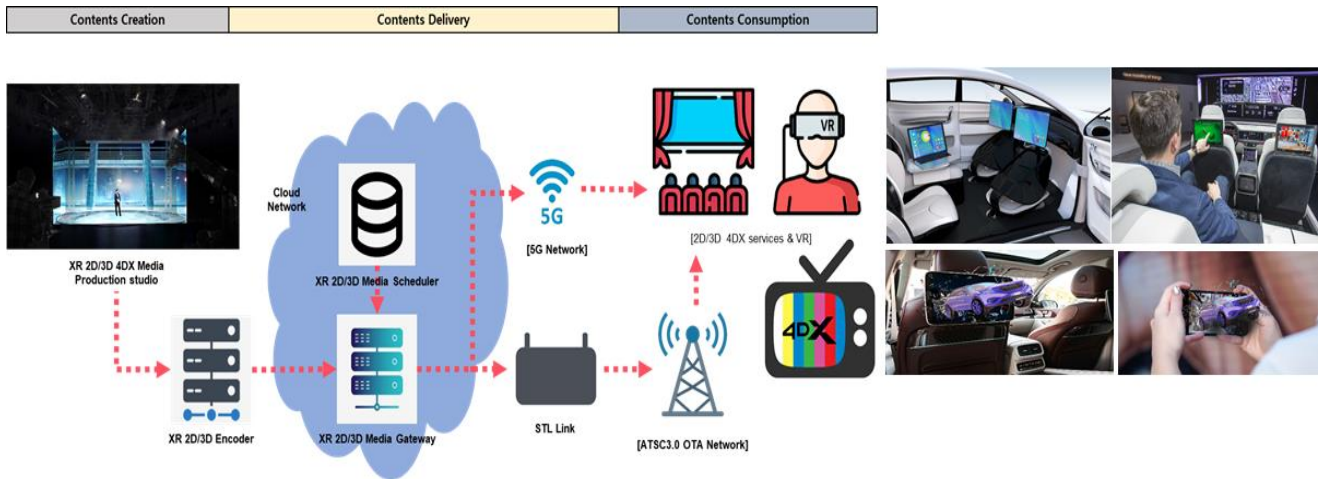 Contents Creation
Contents Delivery
Contents Consumption
Cloud
Network
XR 2D/3D Media Scheduler
XR 2D/3D 4DX Media
Production studio
5G
[5G Network]
VR
[2D/3D 4DX services & VR]
4DX
XR 2D/3D Encoder
XR 2D/3D Media Gateway
STL Link
[ATSC3.0 OTA Network]